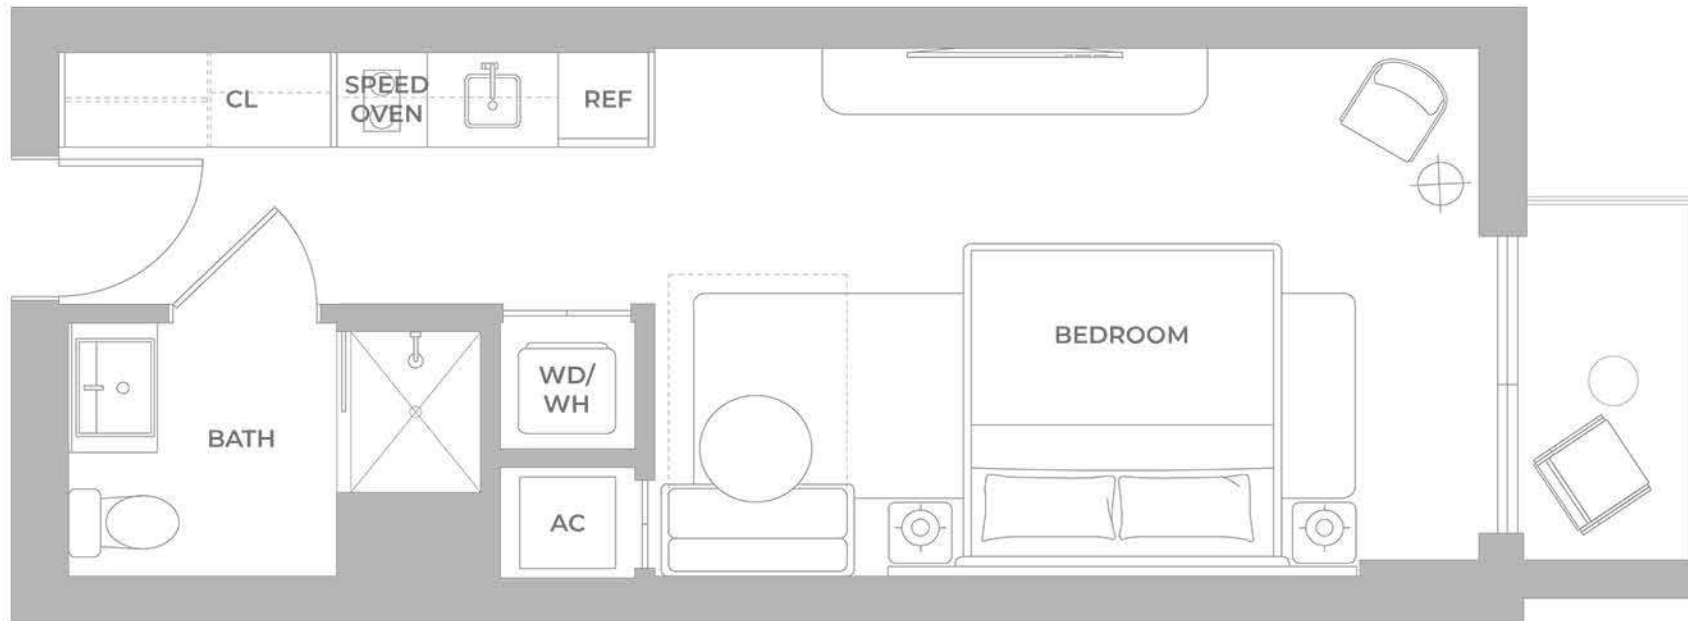 CL
SPEED
OVEN
REF
BEDROOM
WD/
WH
BATH
AC